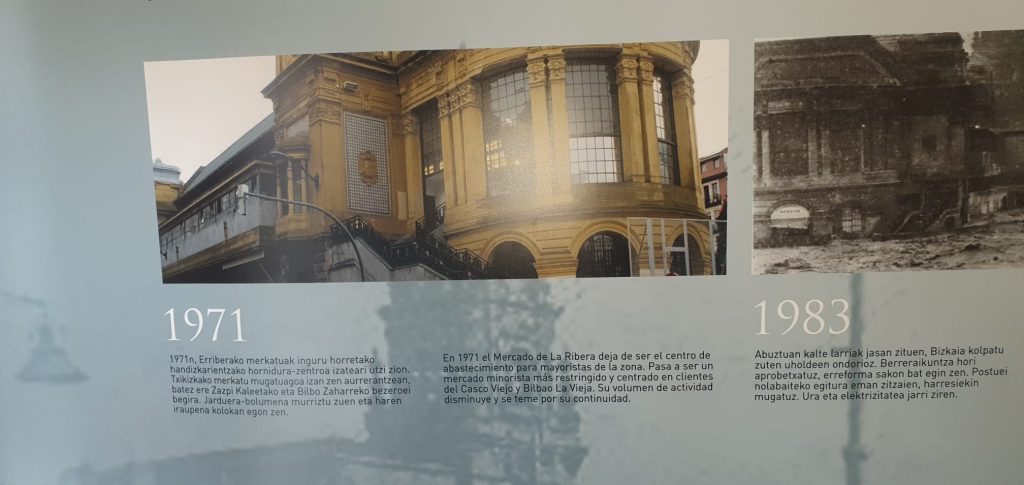 1971
1971n, Erriberako merkatuak inguru horretako
handizkarientzako hornidura-zentroa izateari utzi zion.
Txikizkako merkatu mugatuagoa izan zen aurrerantzean,
batez ere Zazpi Kaleetako eta Bilbo Zaharreko bezeroei
begira. Jarduera-bolumena murriztu zuen eta haren
iraupena kolokan egon zen.
En 1971 el Mercado de La Ribera deja de ser el centro de
abastecimiento para mayoristas de la zona. Pasa a ser un
mercado minorista más restringido y centrado en clientes
del Casco Viejo y Bilbao La Vieja. Su volumen de actividad
disminuye y se teme por su continuidad.
1983
Abuztuan kalte larriak jasan zituen, Bizkaia kolpatu
zuten uholdeen ondorioz. Berreraikuntza hori
aprobetxatuz, erreforma sakon bat egin zen. Postuei
nolabaiteko egitura eman zitzaien, harresiekin
mugatuz. Ura eta elektrizitatea jarri ziren.